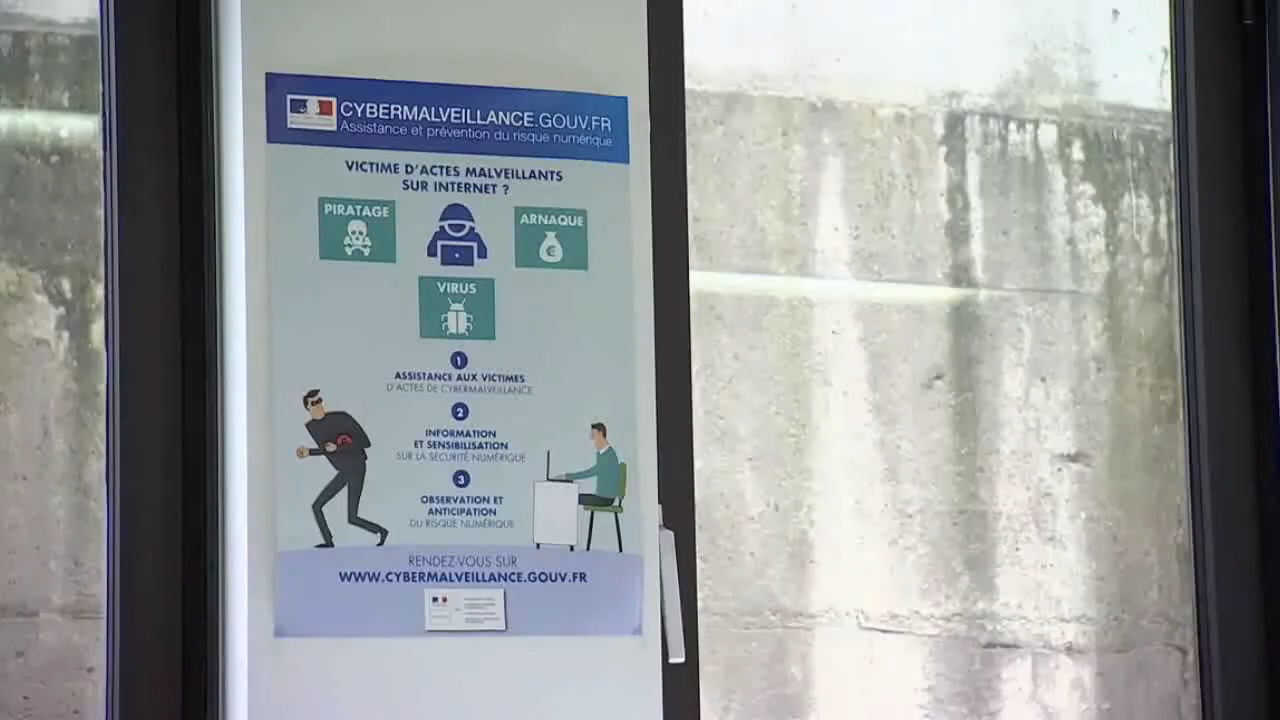 CYBERMALVEILLANCE.GOUV.FR
Assistance et prévention du risque numérique
VICTIME D'ACTES MALVEILLANTS
SUR INTERNET ?
PIRATAGE
ARNAQUE
VIRUS
1
ASSISTANCE AUX VICTIMES
D'ACTES DE CYBERMALVEILLANCE
2
INFORMATION
ET SENSIBILISATION
SUR LA SÉCURITÉ NUMÉRIQUE
3
OBSERVATION ET
ANTICIPATION
DU RISQUE NUMÉRIQUE
RENDEZ-VOUS SUR
WWW.CYBERMALVEILLANCE.GOUV.FR